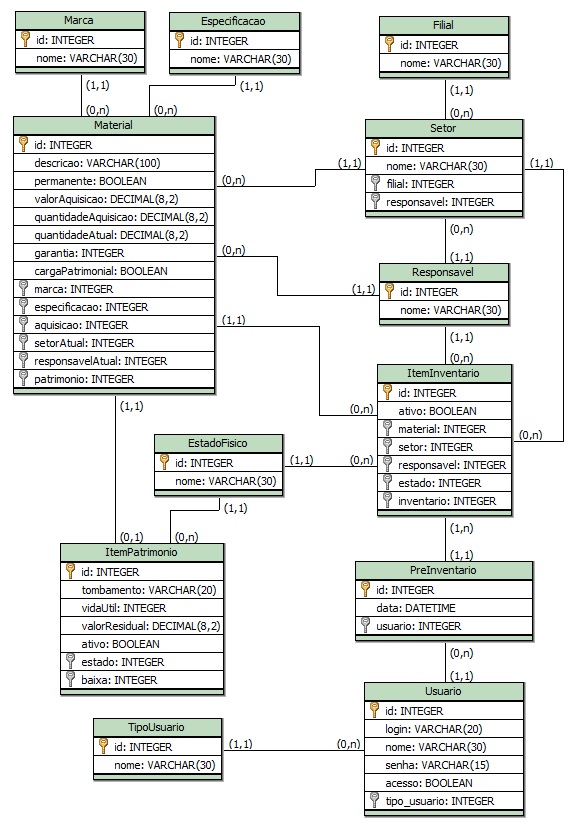 Marca
id: INTEGER
nome: VARCHAR(30)
Especificacao
id: INTEGER
nome: VARCHAR(30)
Filial
id: INTEGER
nome: VARCHAR(30)
(1,1)
(0,n)
(1,1)
(0,n)
(1,1)
(0,n)
Material
id: INTEGER
descricao: VARCHAR(100)
permanente: BOOLEAN
valorAquisicao: DECIMAL(8,2)
quantidadeAquisicao: DECIMAL(8,2)
quantidadeAtual: DECIMAL(8,2)
garantia: INTEGER
cargaPatrimonial: BOOLEAN
marca: INTEGER
especificacao: INTEGER
aquisicao: INTEGER
setorAtual: INTEGER
responsavelAtual: INTEGER
patrimonio: INTEGER
(0,n)
(1,1)
(0,n)
(1,1)
(1,1)
(0,n)
Setor
id: INTEGER
nome: VARCHAR(30)
filial: INTEGER
responsavel: INTEGER
(1,1)
(0,n)
(0,n)
(1,1)
Responsavel
id: INTEGER
nome: VARCHAR(30)
(1,1)
(0,n)
ItemInventario
id: INTEGER
ativo: BOOLEAN
material: INTEGER
setor: INTEGER
responsavel: INTEGER
estado: INTEGER
inventario: INTEGER
(1,1)
(0,1)
EstadoFisico
id: INTEGER
nome: VARCHAR(30)
(1,1)
(0,n)
(1,1)
(0,n)
ItemPatrimonio
id: INTEGER
tombamento: VARCHAR(20)
vidaUtil: INTEGER
valorResidual: DECIMAL(8,2)
ativo: BOOLEAN
estado: INTEGER
baixa: INTEGER
(1,n)
(1,1)
PreInventario
id: INTEGER
data: DATETIME
usuario: INTEGER
(0,n)
(1,1)
Usuario
id: INTEGER
login: VARCHAR(20)
nome: VARCHAR(30)
senha: VARCHAR(15)
acesso: BOOLEAN
tipo_usuario: INTEGER
TipoUsuario
id: INTEGER
nome: VARCHAR(30)
(1,1)
(0,n)